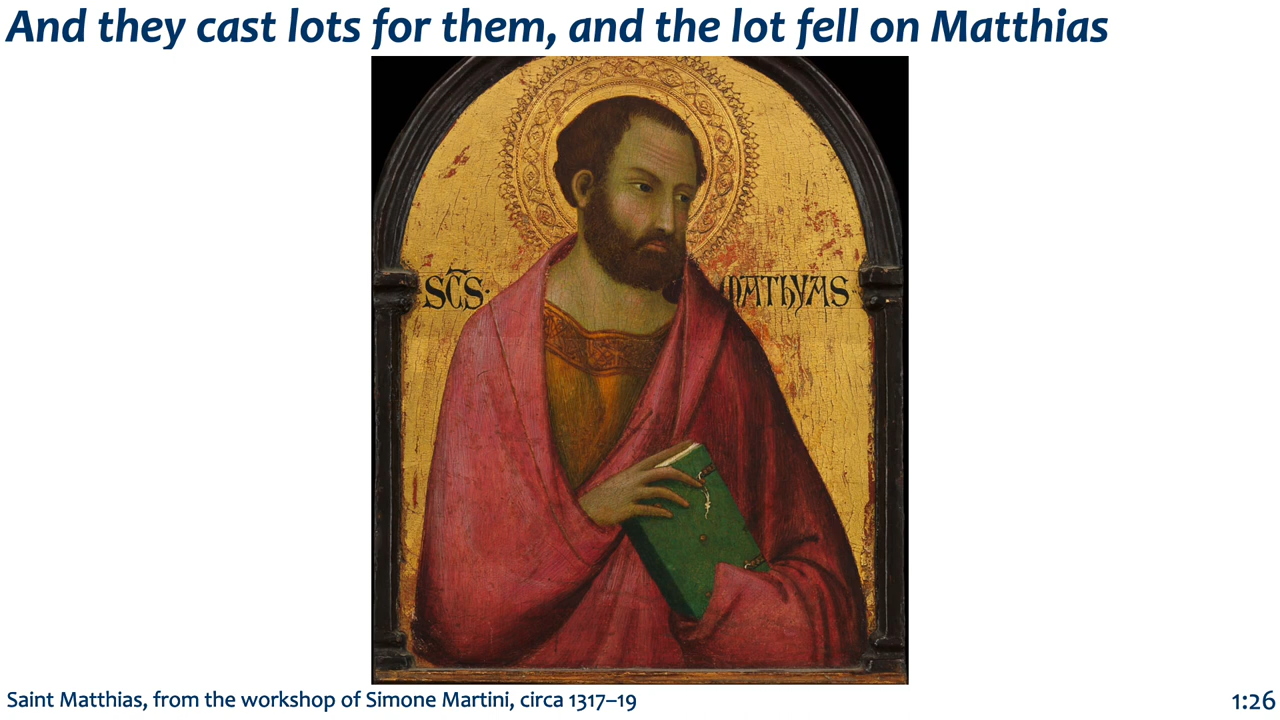 And they cast lots for them, and the lot fell on Matthias
SC̄S· MATHYAS·
Saint Matthias, from the workshop of Simone Martini, circa 1317–19
1:26